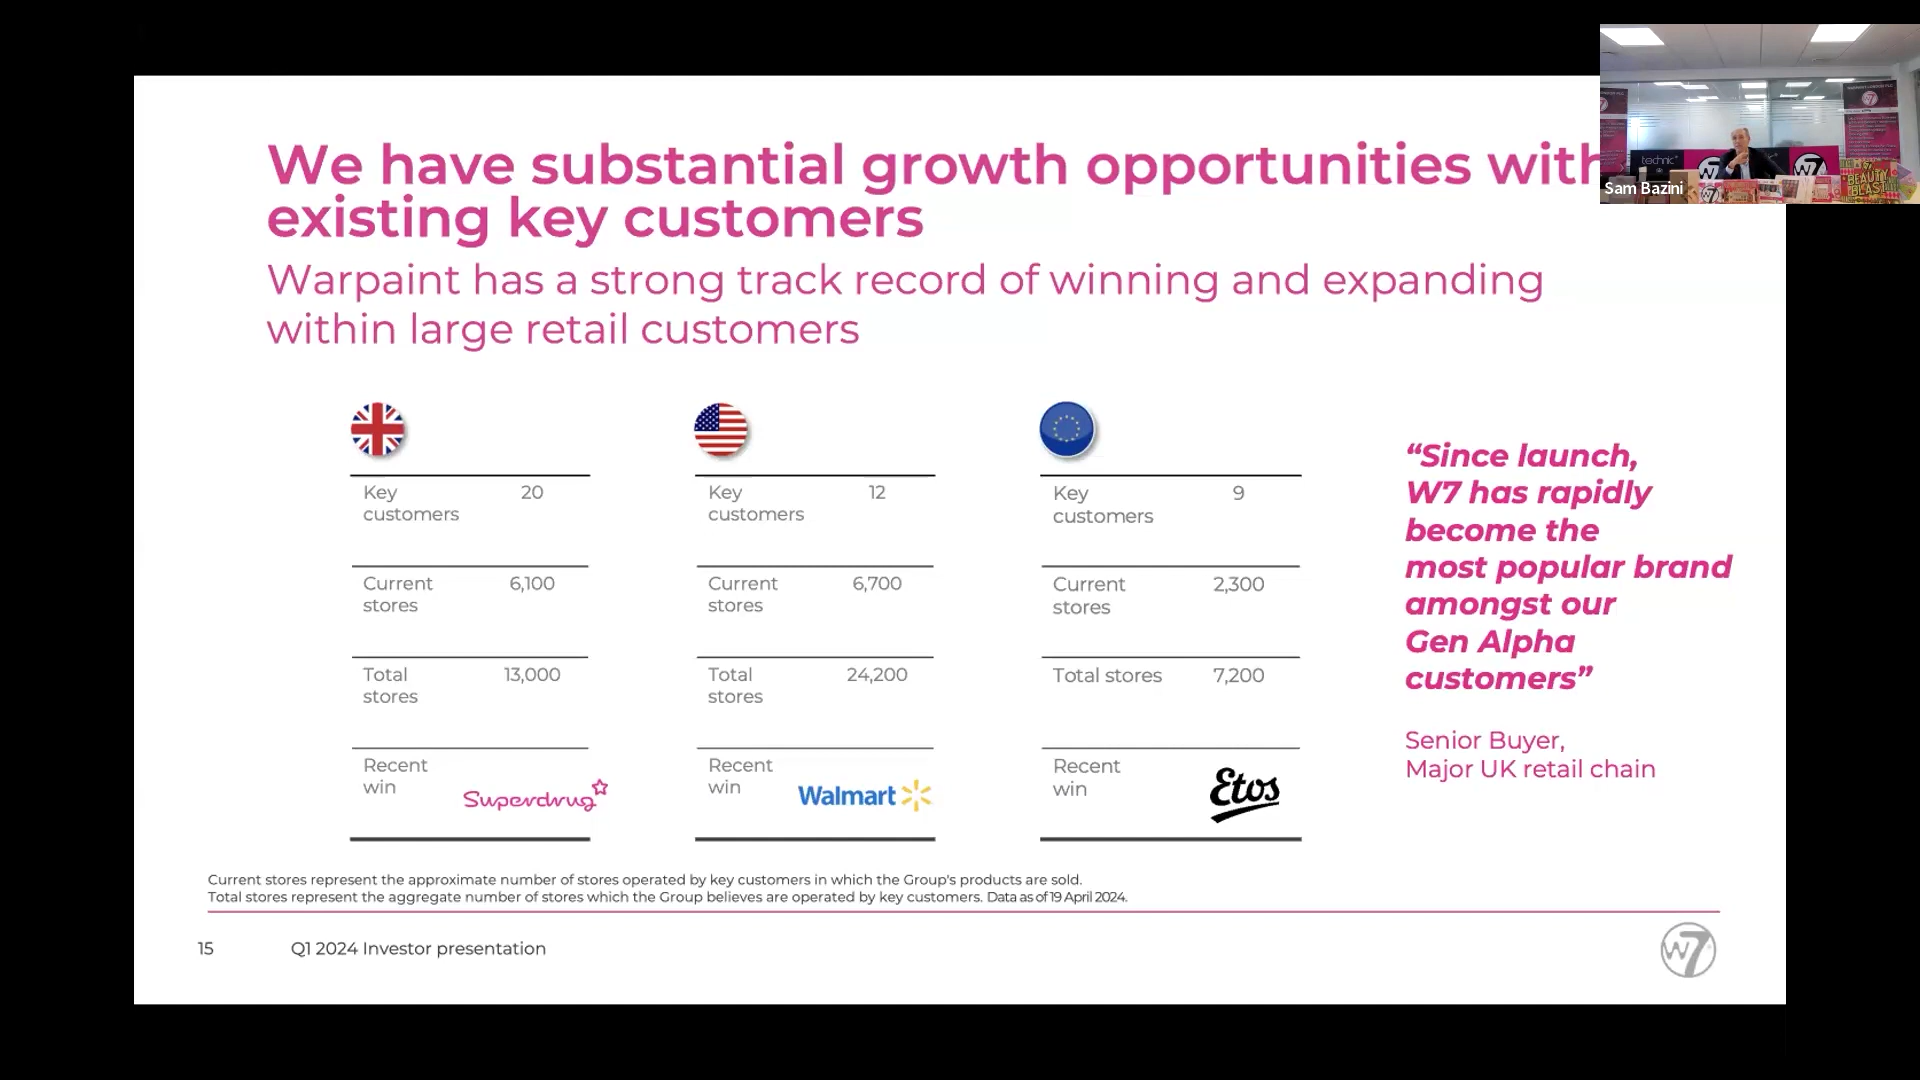 We have substantial growth opportunities with
existing key customers
Warpaint has a strong track record of winning and expanding
within large retail customers
Key customers 20
Current stores 6,100
Total stores 13,000
Recent win Superdrug
Key customers 12
Current stores 6,700
Total stores 24,200
Recent win Walmart
Key customers 9
Current stores 2,300
Total stores 7,200
Recent win Etos
“Since launch,
W7 has rapidly
become the
most popular brand
amongst our
Gen Alpha
customers”
Senior Buyer,
Major UK retail chain
Current stores represent the approximate number of stores operated by key customers in which the Group's products are sold.
Total stores represent the aggregate number of stores which the Group believes are operated by key customers. Data as of 19 April 2024.
15 Q1 2024 Investor presentation
W7
technic
W7
W7
BEAUTY
BLAST
Sam Bazini